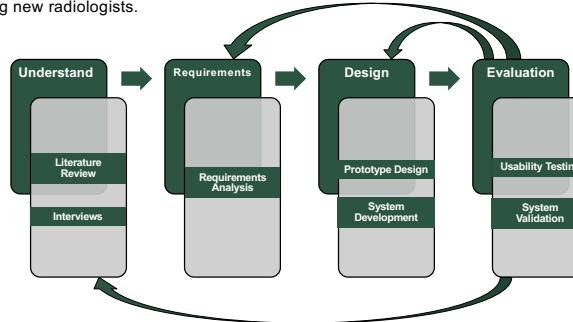 g new radiologists.
Understand
Requirements
Design
Evaluation
Literature
Review
Interviews
Requirements
Analysis
Prototype Design
System
Development
Usability Testin
System
Validation